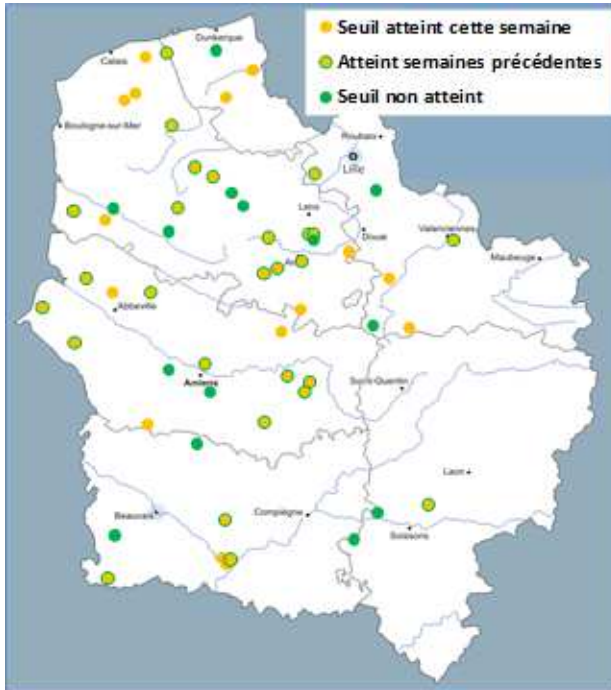 Seuil atteint cette semaine
Atteint semaines précédentes
Seuil non atteint
Dunkerque
Calais
Boulogne-sur-Mer
Roubaix
Lille
Lens
Douai
Valenciennes
Maubeuge
Abbeville
Amiens
Saint-Quentin
Laon
Beauvais
Compiègne
Soissons